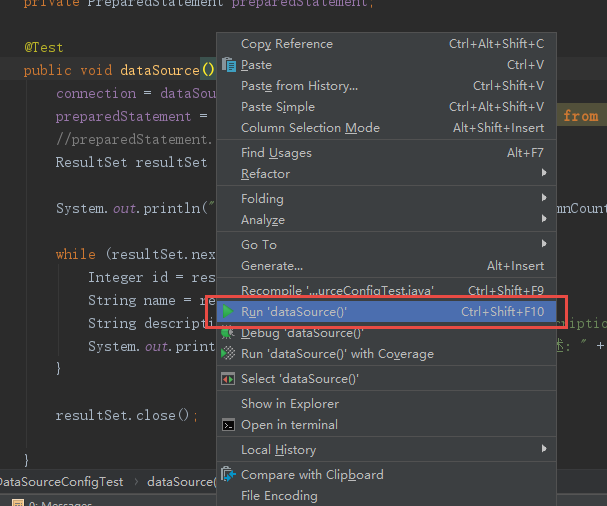 private PreparedStatement preparedStatement;
@Test
public void dataSource()
connection = dataSou
preparedStatement =
from
//preparedStatement.
ResultSet resultSet
System.out.println("
mnCount
while (resultSet.nex
Integer id = res
String name = re
String descripti
criptio
System.out.print
: " +
}
resultSet.close();
}
Copy Reference Ctrl+Alt+Shift+C
Paste Ctrl+V
Paste from History... Ctrl+Shift+V
Paste Simple Ctrl+Alt+Shift+V
Column Selection Mode Alt+Shift+Insert
Find Usages Alt+F7
Refactor
Folding
Analyze
Go To
Generate... Alt+Insert
Recompile '...urceConfigTest.java' Ctrl+Shift+F9
Run 'dataSource()' Ctrl+Shift+F10
Debug 'dataSource()'
Run 'dataSource()' with Coverage
Select 'dataSource()'
Show in Explorer
Open in terminal
Local History
Compare with Clipboard
File Encoding
DataSourceConfigTest › dataSource(
0: Messages